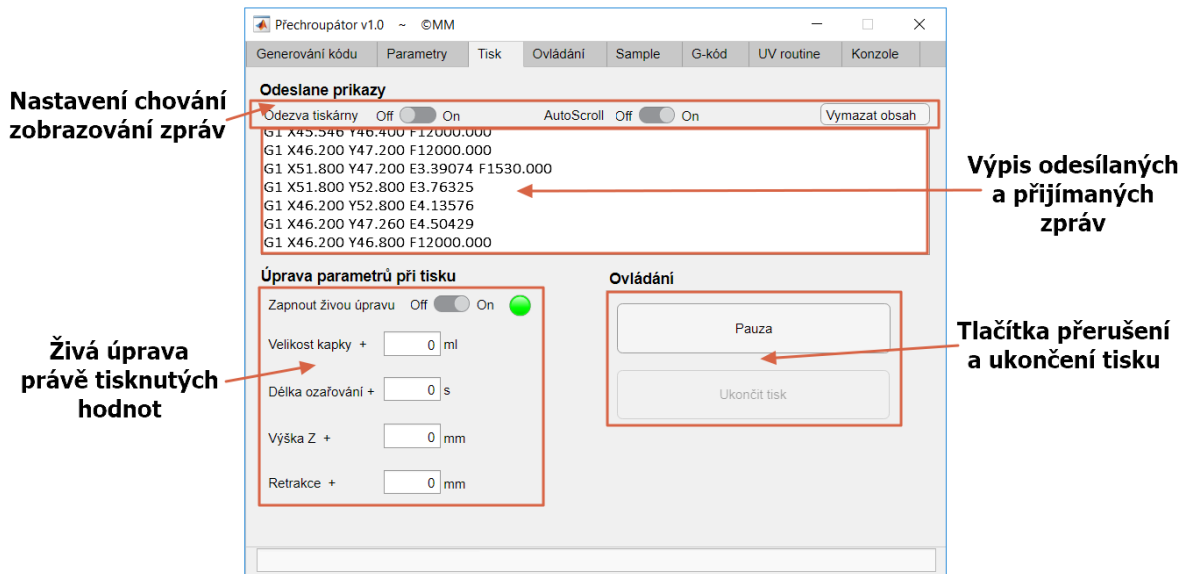 Přechroupátor v1.0 ~ ©MM
Generování kódu Parametry Tisk Ovládání Sample G-kód UV routine Konzole
Odeslane prikazy
Odezva tiskárny Off On AutoScroll Off On Vymazat obsah
G1 X45.546 Y46.400 F12000.000
G1 X46.200 Y47.200 F12000.000
G1 X51.800 Y47.200 E3.39074 F1530.000
G1 X51.800 Y52.800 E3.76325
G1 X46.200 Y52.800 E4.13576
G1 X46.200 Y47.260 E4.50429
G1 X46.200 Y46.800 F12000.000
Úprava parametrů při tisku
Zapnout živou úpravu Off On
Velikost kapky + 0 ml
Délka ozařování + 0 s
Výška Z + 0 mm
Retrakce + 0 mm
Ovládání
Pauza
Ukončit tisk
Nastavení chování
zobrazování zpráv
Výpis odesílaných
a přijímaných
zpráv
Živá úprava
právě tisknutých
hodnot
Tlačítka přerušení
a ukončení tisku